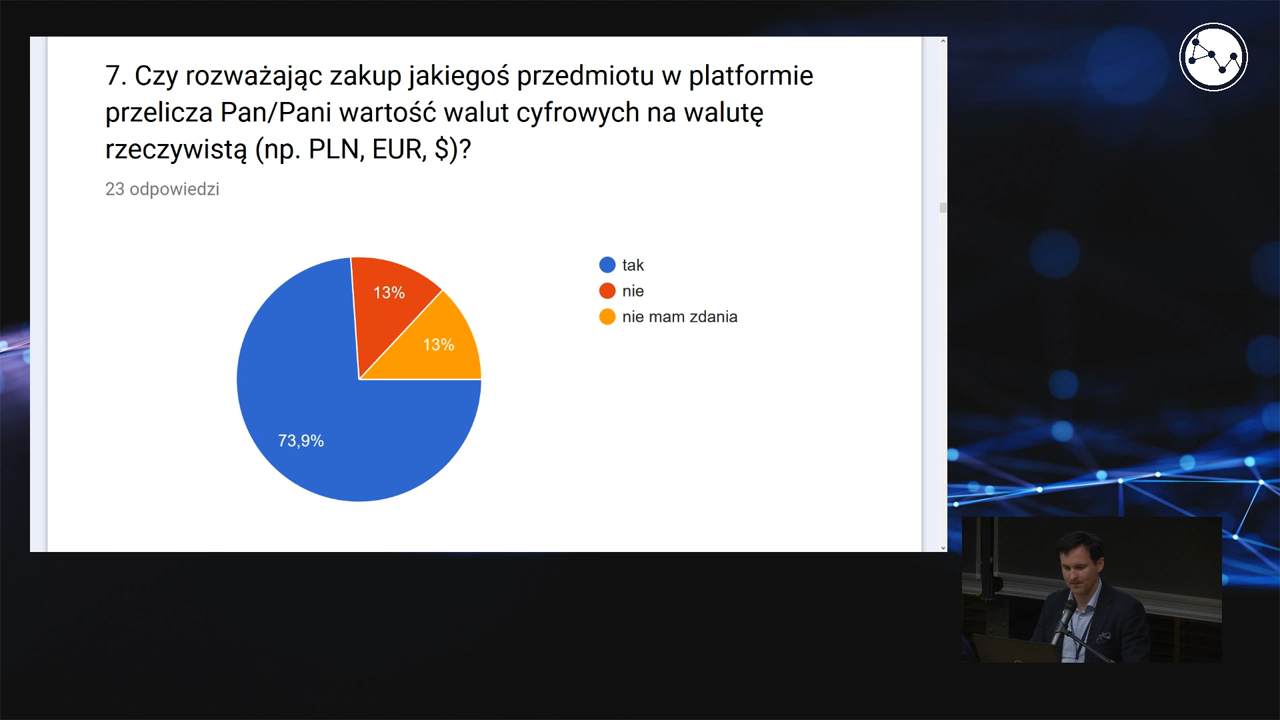 7. Czy rozważając zakup jakiegoś przedmiotu w platformie
przelicza Pan/Pani wartość walut cyfrowych na walutę
rzeczywistą (np. PLN, EUR, $)?
23 odpowiedzi
tak
nie
nie mam zdania
13%
13%
73,9%